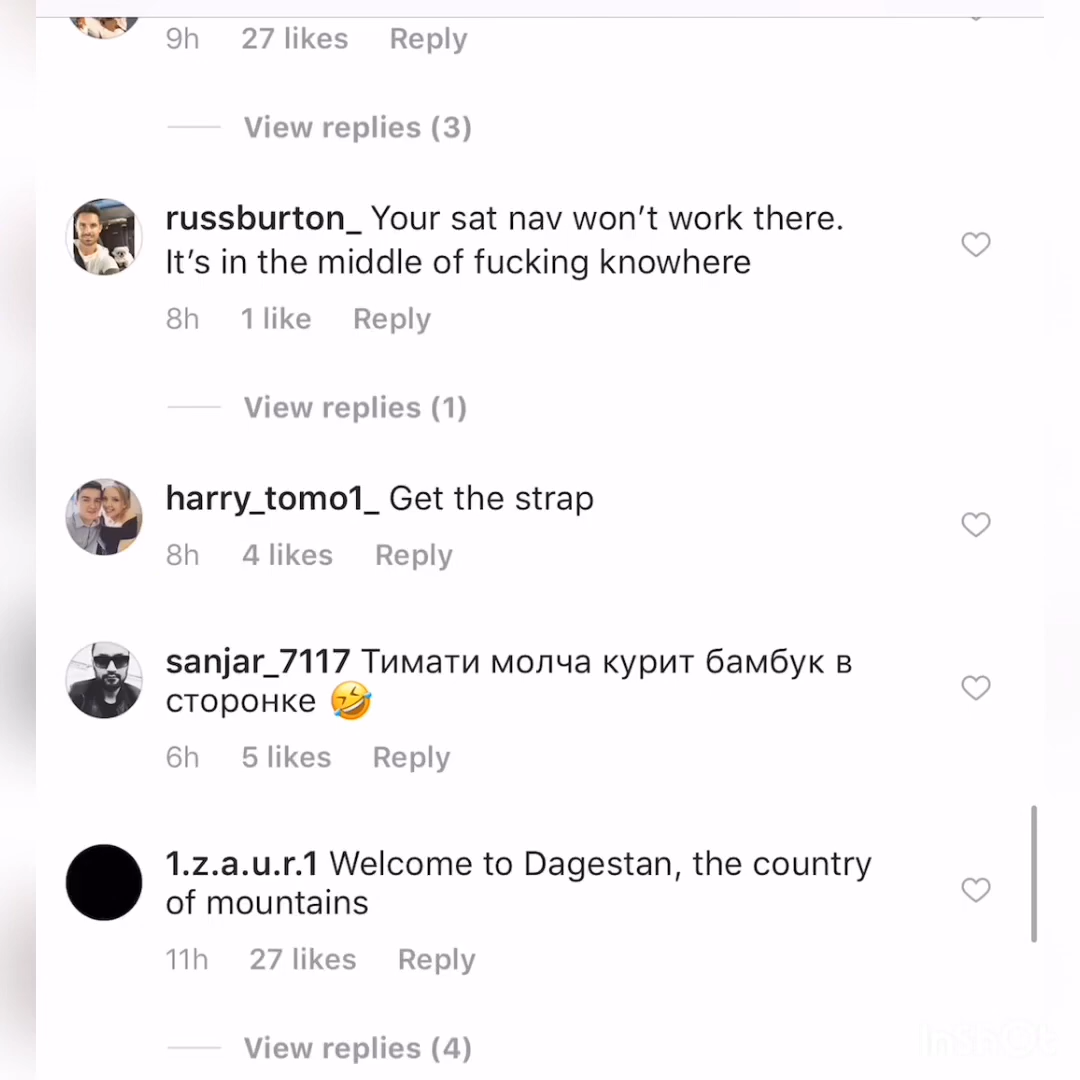 9h 27 likes Reply
View replies (3)
russburton_ Your sat nav won't work there.
It's in the middle of fucking knowhere
8h 1 like Reply
View replies (1)
harry_tomo1_ Get the strap
8h 4 likes Reply
sanjar_7117 Тимати молча курит бамбук в
сторонке 🤣
6h 5 likes Reply
1.z.a.u.r.1 Welcome to Dagestan, the country
of mountains
11h 27 likes Reply
View replies (4)
InShOt